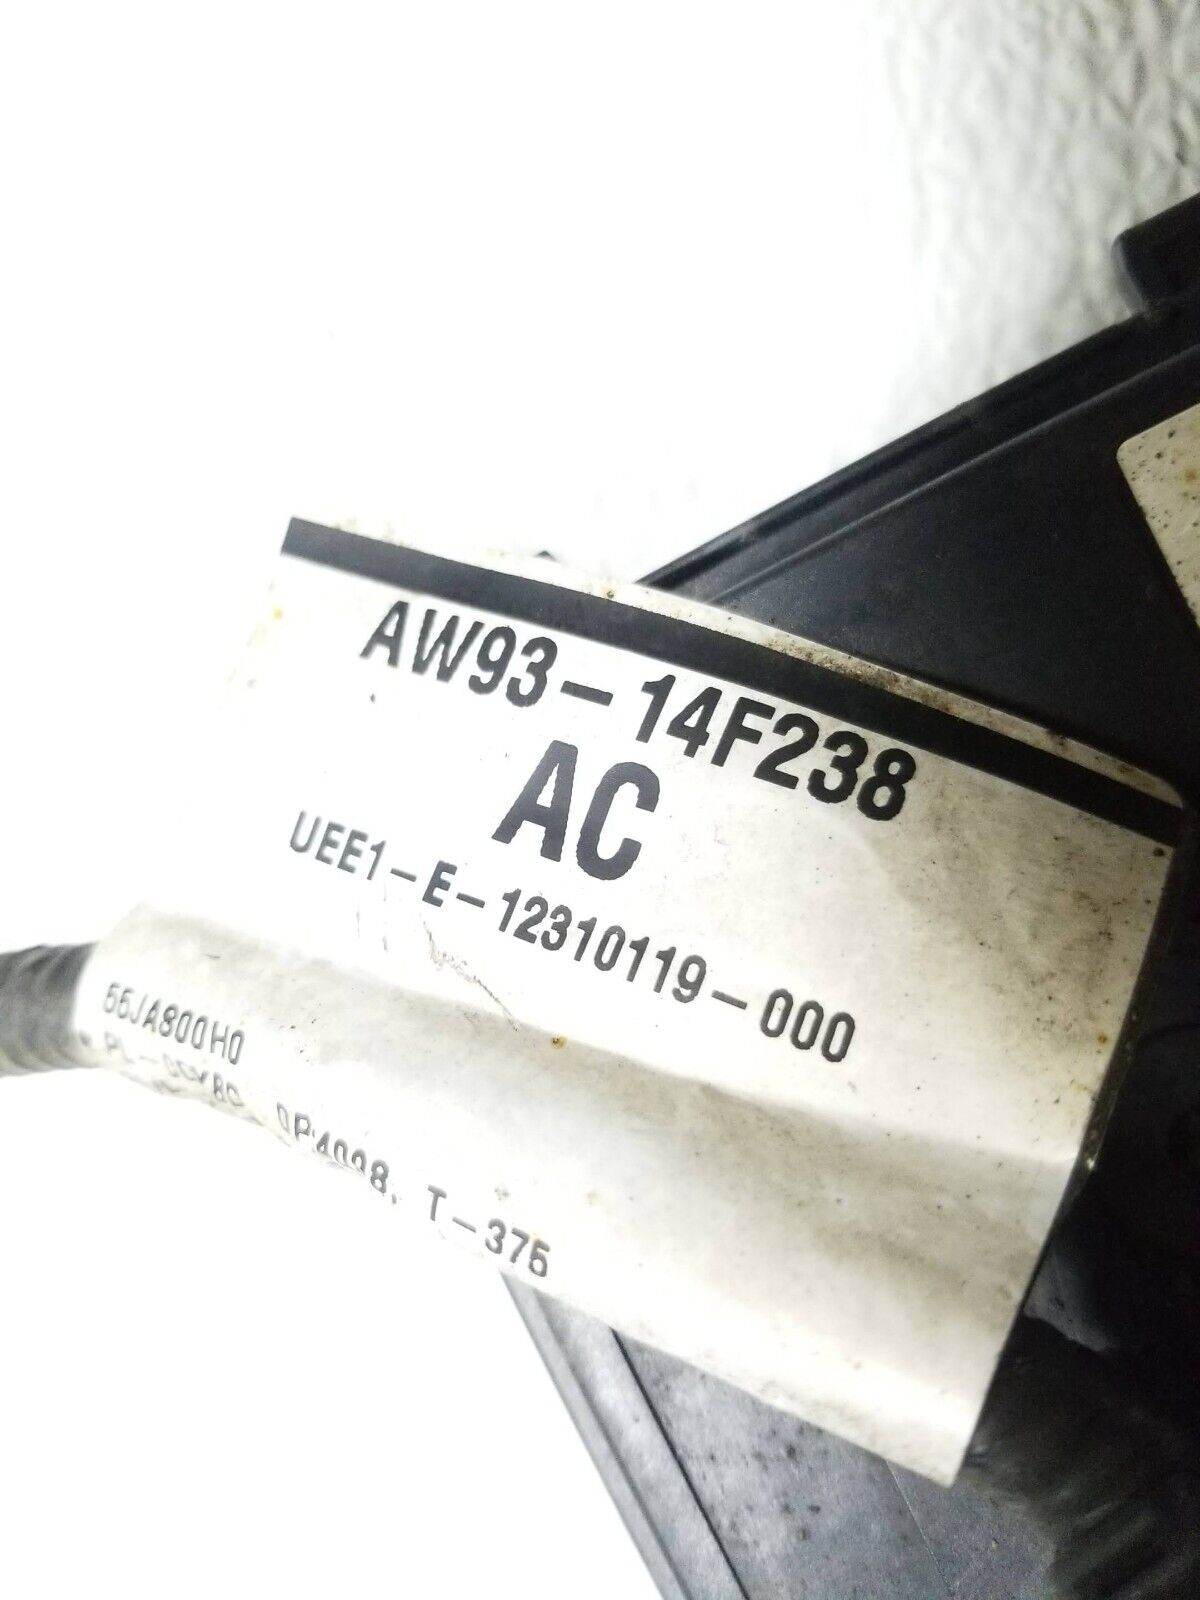 AW93-14F238
AC
UEE1-E-12310119-000
55JA800H0
T-375